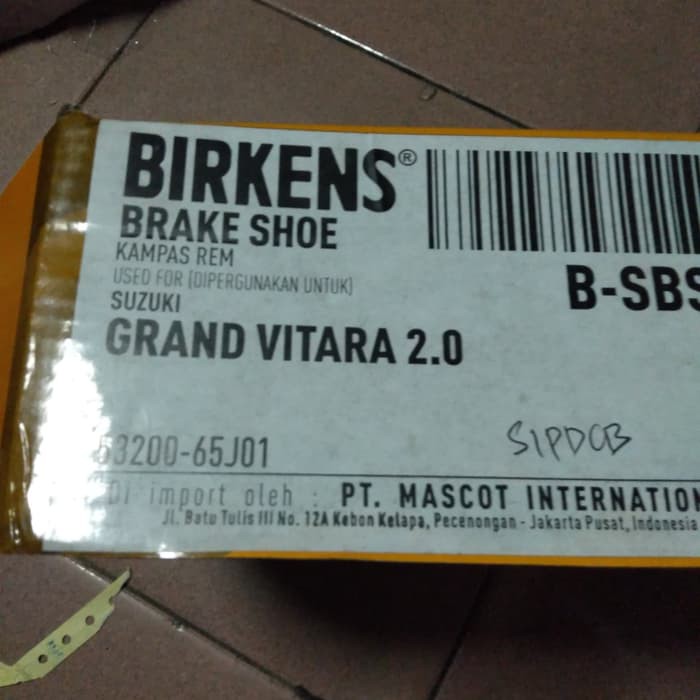 BIRKENS®
BRAKE SHOE
KAMPAS REM
USED FOR (DIPERGUNAKAN UNTUK)
SUZUKI
GRAND VITARA 2.0
B-SBS
53200-65J01
SIPDCB
Di import oleh : PT. MASCOT INTERNATION
Jl. Batu Tulis III No. 12A Kebon Kelapa, Pecenongan - Jakarta Pusat, Indonesia